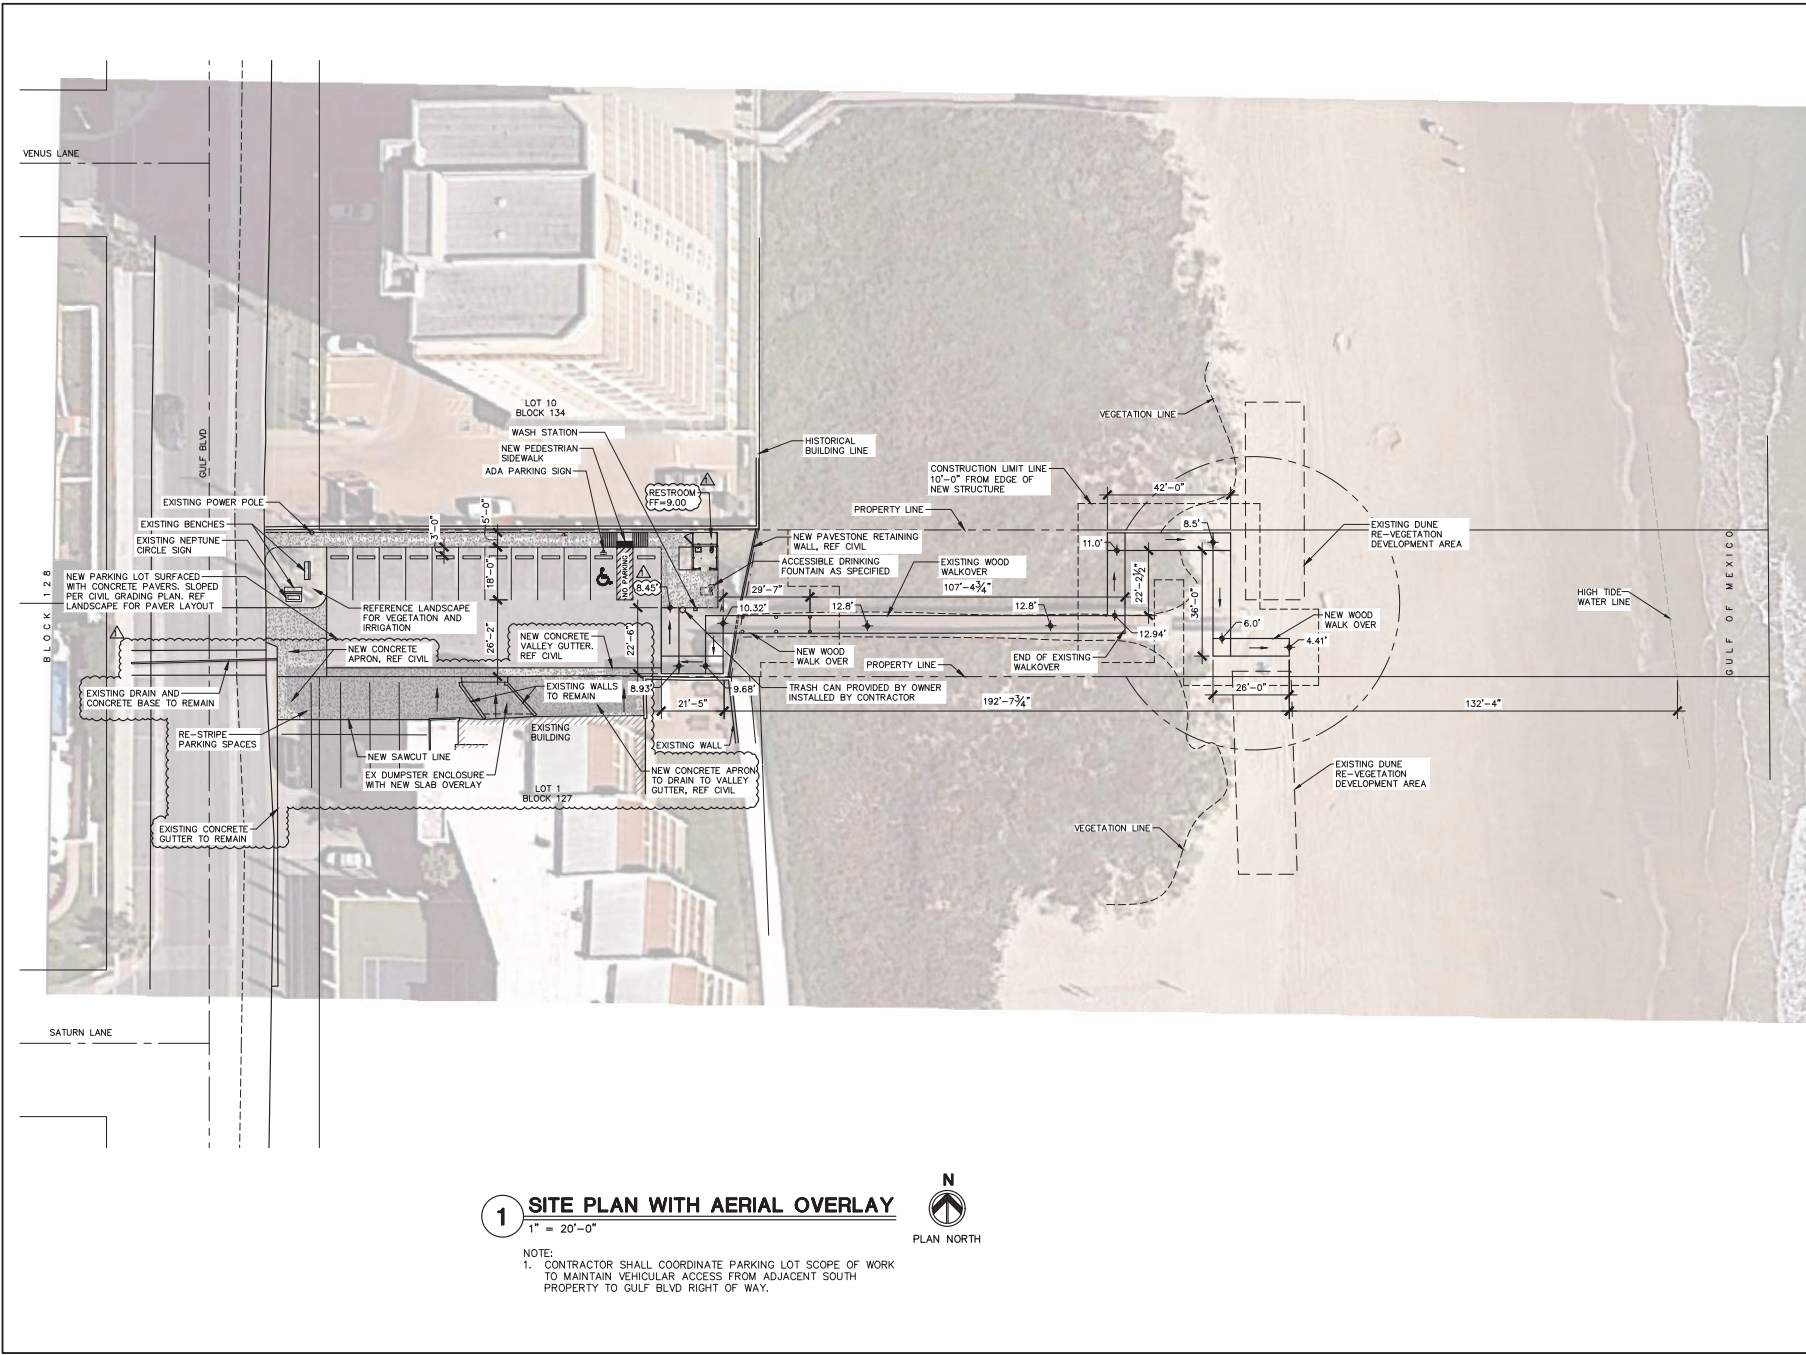 VENUS LANE
GULF BLVD
LOT 10
BLOCK 134
WASH STATION
NEW PEDESTRIAN
SIDEWALK
ADA PARKING SIGN
HISTORICAL
BUILDING LINE
RESTROOM
FF=9.00
1
VEGETATION LINE
CONSTRUCTION LIMIT LINE
10'-0" FROM EDGE OF
NEW STRUCTURE
42'-0"
PROPERTY LINE
EXISTING POWER POLE
EXISTING BENCHES
EXISTING NEPTUNE
CIRCLE SIGN
NEW PARKING LOT SURFACED
WITH CONCRETE PAVERS. SLOPED
PER CIVIL GRADING PLAN. REF
LANDSCAPE FOR PAVER LAYOUT
BLOCK 128
3'-0"
5'-0"
18'-0"
26'-2"
22'-6"
NO PARKING
1
8.45'
NEW PAVESTONE RETAINING
WALL, REF CIVIL
ACCESSIBLE DRINKING
FOUNTAIN AS SPECIFIED
EXISTING WOOD
WALKOVER
29'-7"
107'-4¾"
10.32'
12.8'
12.8'
11.0'
8.5'
22'-2½"
36'-0"
12.94'
6.0'
4.41'
EXISTING DUNE
RE-VEGETATION
DEVELOPMENT AREA
HIGH TIDE
WATER LINE
GULF OF MEXICO
NEW WOOD
WALK OVER
REFERENCE LANDSCAPE
FOR VEGETATION AND
IRRIGATION
1
NEW CONCRETE
APRON, REF CIVIL
NEW CONCRETE
VALLEY GUTTER.
REF CIVIL
NEW WOOD
WALK OVER
END OF EXISTING
WALKOVER
PROPERTY LINE
EXISTING DRAIN AND
CONCRETE BASE TO REMAIN
EXISTING WALLS
TO REMAIN
8.93'
9.68'
TRASH CAN PROVIDED BY OWNER
INSTALLED BY CONTRACTOR
21'-5"
192'-7¾"
26'-0"
132'-4"
RE-STRIPE
PARKING SPACES
EXISTING
BUILDING
EXISTING WALL
NEW SAWCUT LINE
EX DUMPSTER ENCLOSURE
WITH NEW SLAB OVERLAY
NEW CONCRETE APRON
TO DRAIN TO VALLEY
GUTTER, REF CIVIL
LOT 1
BLOCK 127
EXISTING DUNE
RE-VEGETATION
DEVELOPMENT AREA
EXISTING CONCRETE
GUTTER TO REMAIN
VEGETATION LINE
SATURN LANE
1
SITE PLAN WITH AERIAL OVERLAY
1" = 20'-0"
N
PLAN NORTH
NOTE:
1. CONTRACTOR SHALL COORDINATE PARKING LOT SCOPE OF WORK
TO MAINTAIN VEHICULAR ACCESS FROM ADJACENT SOUTH
PROPERTY TO GULF BLVD RIGHT OF WAY.